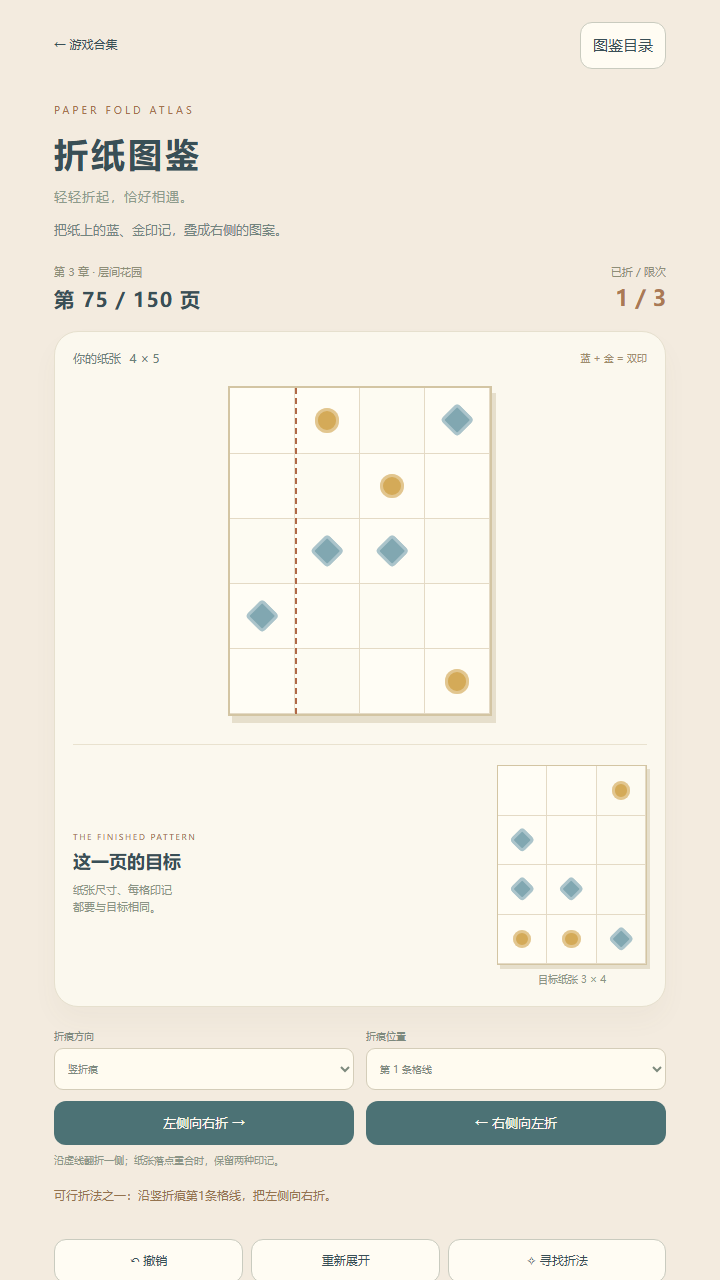 ← 游戏合集
图鉴目录
PAPER FOLD ATLAS
折纸图鉴
轻轻折起，恰好相遇。
把纸上的蓝、金印记，叠成右侧的图案。
第 3 章 · 层间花园
已折 / 限次
第 75 / 150 页
1 / 3
你的纸张 4 × 5
蓝 + 金 = 双印
THE FINISHED PATTERN
这一页的目标
纸张尺寸、每格印记
都要与目标相同。
目标纸张 3 × 4
折痕方向
折痕位置
竖折痕
第 1 条格线
左侧向右折 →
← 右侧向左折
沿虚线翻折一侧；纸张落点重合时，保留两种印记。
可行折法之一：沿竖折痕第1条格线，把左侧向右折。
↶ 撤销
重新展开
✧ 寻找折法